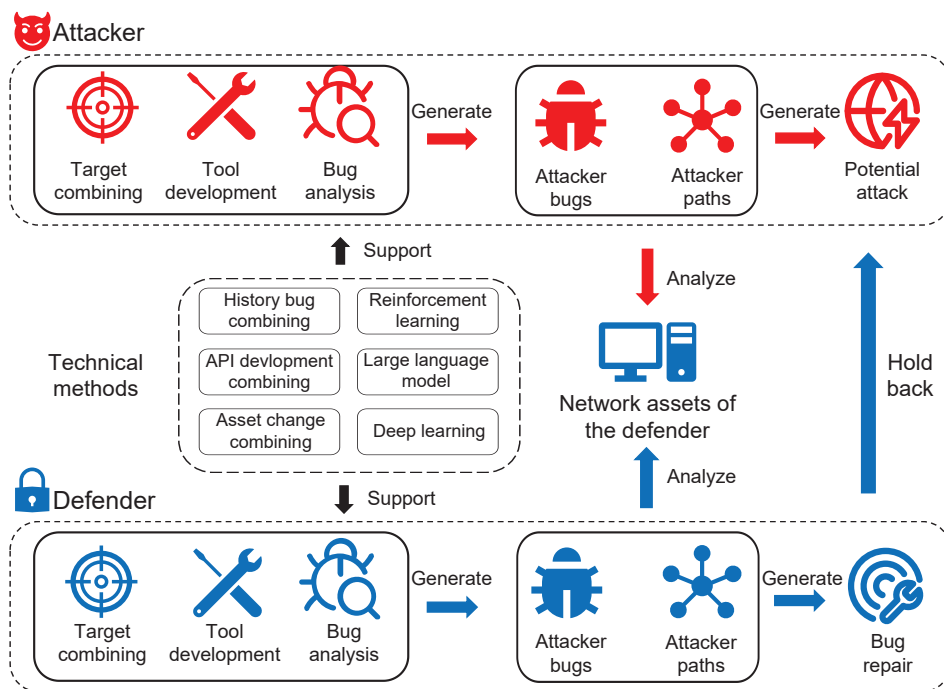 Attacker
Target
combining
Tool
development
Bug
analysis
Generate
Attacker
bugs
Attacker
paths
Generate
Potential
attack
Support
Analyze
Technical
methods
History bug
combining
Reinforcement
learning
API devlopment
combining
Large language
model
Asset change
combining
Deep learning
Network assets of
the defender
Hold
back
Support
Analyze
Defender
Target
combining
Tool
development
Bug
analysis
Generate
Attacker
bugs
Attacker
paths
Generate
Bug
repair